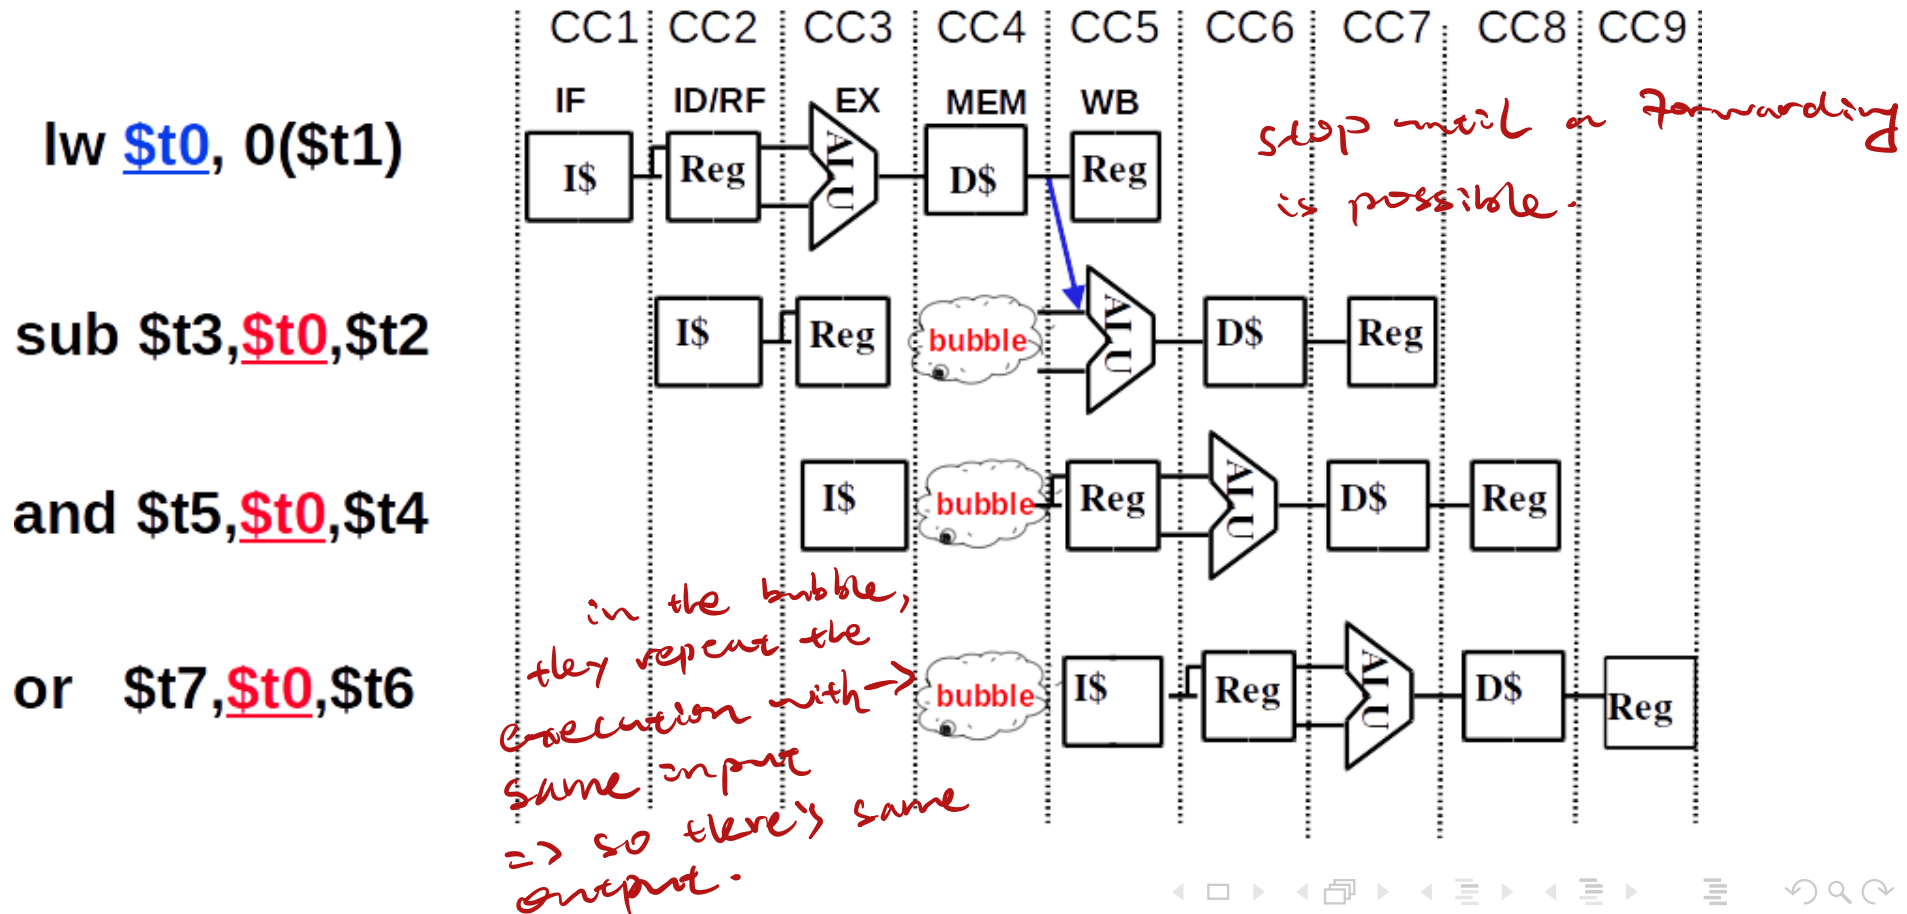 CC1 CC2 CC3 CC4 CC5 CC6 CC7 CC8 CC9
IF ID/RF EX MEM WB
lw $t0, 0($t1)
I$ Reg ALU D$ Reg
stop until a forwarding
is possible.
sub $t3,$t0,$t2
I$ Reg bubble ALU D$ Reg
and $t5,$t0,$t4
I$ bubble Reg ALU D$ Reg
or $t7,$t0,$t6
bubble I$ Reg ALU D$ Reg
in the bubble,
they repeat the
execution with
same input
=> so there's same
output.